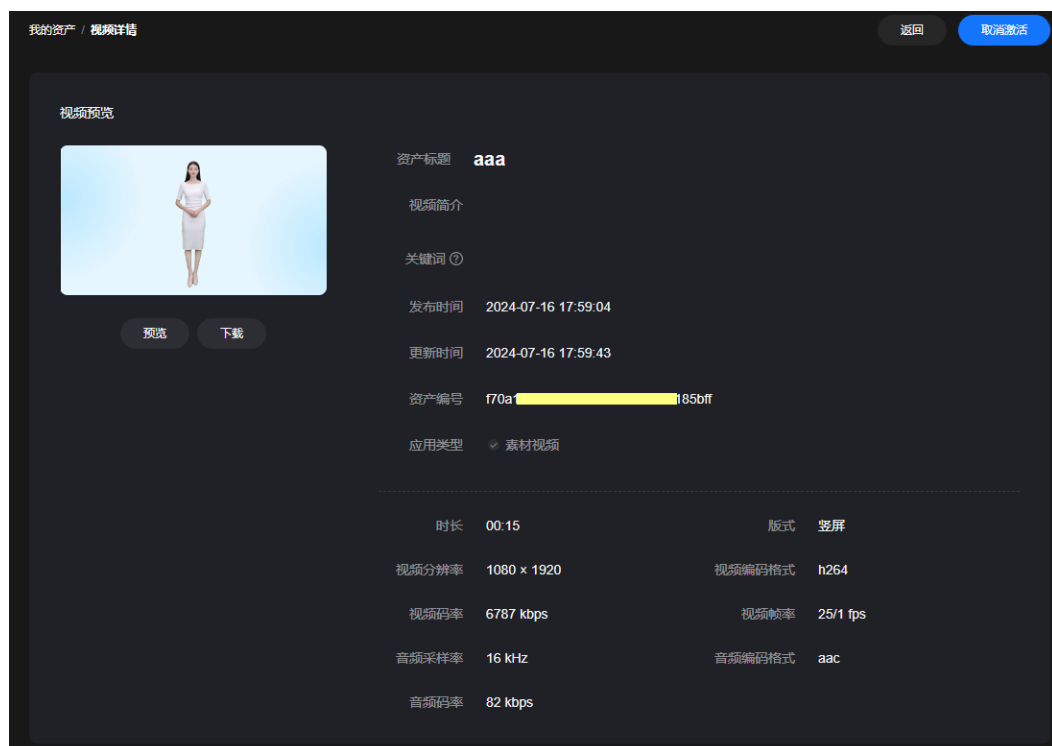 我的资产 / 视频详情
返回
取消激活
视频预览
预览
下载
资产标题 aaa
视频简介
关键词 ?
发布时间 2024-07-16 17:59:04
更新时间 2024-07-16 17:59:43
资产编号 f70a1 185bff
应用类型 素材视频
时长 00:15 版式 竖屏
视频分辨率 1080 × 1920 视频编码格式 h264
视频码率 6787 kbps 视频帧率 25/1 fps
音频采样率 16 kHz 音频编码格式 aac
音频码率 82 kbps